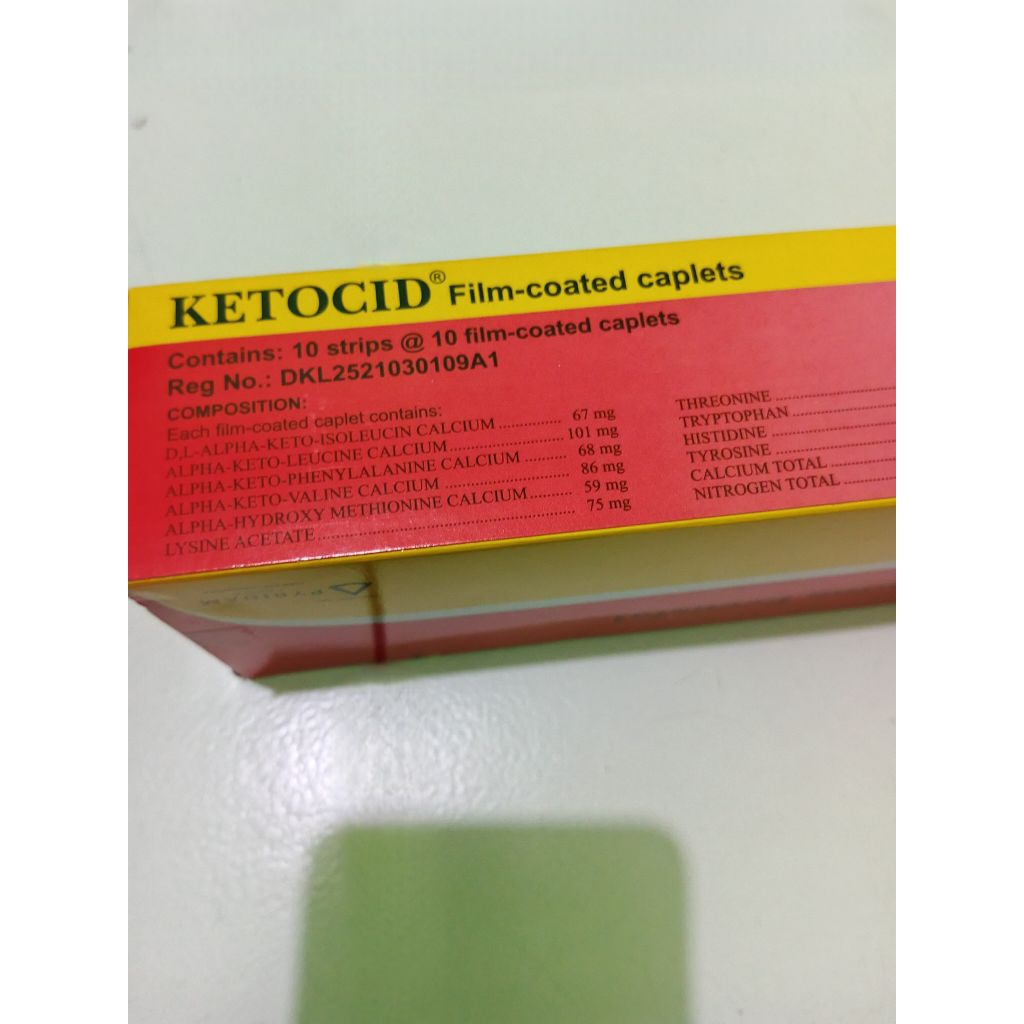 KETOCID® Film-coated caplets
Contains: 10 strips @ 10 film-coated caplets
Reg No.: DKL2521030109A1
COMPOSITION:
Each film-coated caplet contains:
D,L-ALPHA-KETO-ISOLEUCIN CALCIUM .............. 67 mg
ALPHA-KETO-LEUCINE CALCIUM ......................... 101 mg
ALPHA-KETO-PHENYLALANINE CALCIUM ......... 68 mg
ALPHA-KETO-VALINE CALCIUM ........................... 86 mg
ALPHA-HYDROXY METHIONINE CALCIUM .......... 59 mg
LYSINE ACETATE ...................................................... 75 mg
THREONINE ...........................
TRYPTOPHAN .......................
HISTIDINE ...........................
TYROSINE ...........................
CALCIUM TOTAL .................
NITROGEN TOTAL ..............
PYRIDAM